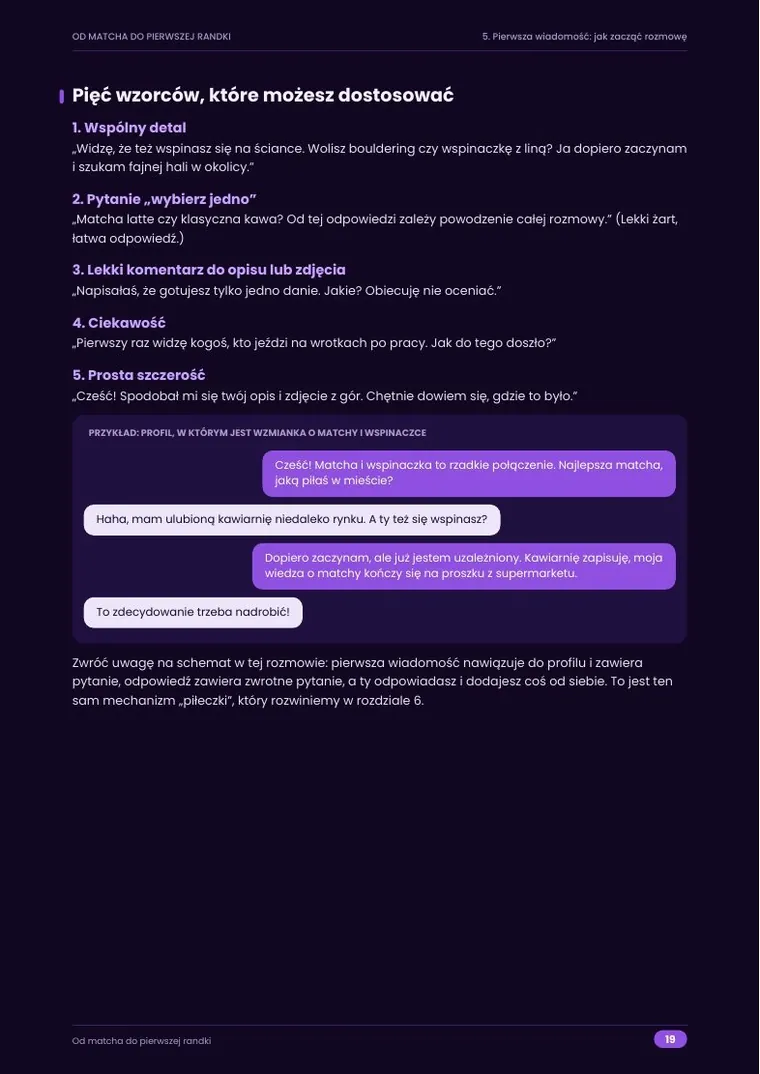 OD MATCHA DO PIERWSZEJ RANDKI
5. Pierwsza wiadomość: jak zacząć rozmowę
Pięć wzorców, które możesz dostosować
1. Wspólny detal
„Widzę, że też wspinasz się na ściance. Wolisz bouldering czy wspinaczkę z liną? Ja dopiero zaczynam
i szukam fajnej hali w okolicy.”
2. Pytanie „wybierz jedno”
„Matcha latte czy klasyczna kawa? Od tej odpowiedzi zależy powodzenie całej rozmowy.” (Lekki żart,
łatwa odpowiedź.)
3. Lekki komentarz do opisu lub zdjęcia
„Napisałaś, że gotujesz tylko jedno danie. Jakie? Obiecuję nie oceniać.”
4. Ciekawość
„Pierwszy raz widzę kogoś, kto jeździ na wrotkach po pracy. Jak do tego doszło?”
5. Prosta szczerość
„Cześć! Spodobał mi się twój opis i zdjęcie z gór. Chętnie dowiem się, gdzie to było.”
PRZYKŁAD: PROFIL, W KTÓRYM JEST WZMIANKA O MATCHY I WSPINACZCE
Cześć! Matcha i wspinaczka to rzadkie połączenie. Najlepsza matcha,
jaką piłaś w mieście?
Haha, mam ulubioną kawiarnię niedaleko rynku. A ty też się wspinasz?
Dopiero zaczynam, ale już jestem uzależniony. Kawiarnię zapisuję, moja
wiedza o matchy kończy się na proszku z supermarketu.
To zdecydowanie trzeba nadrobić!
Zwróć uwagę na schemat w tej rozmowie: pierwsza wiadomość nawiązuje do profilu i zawiera
pytanie, odpowiedź zawiera zwrotne pytanie, a ty odpowiadasz i dodajesz coś od siebie. To jest ten
sam mechanizm „piłeczki”, który rozwiniemy w rozdziale 6.
Od matcha do pierwszej randki
19